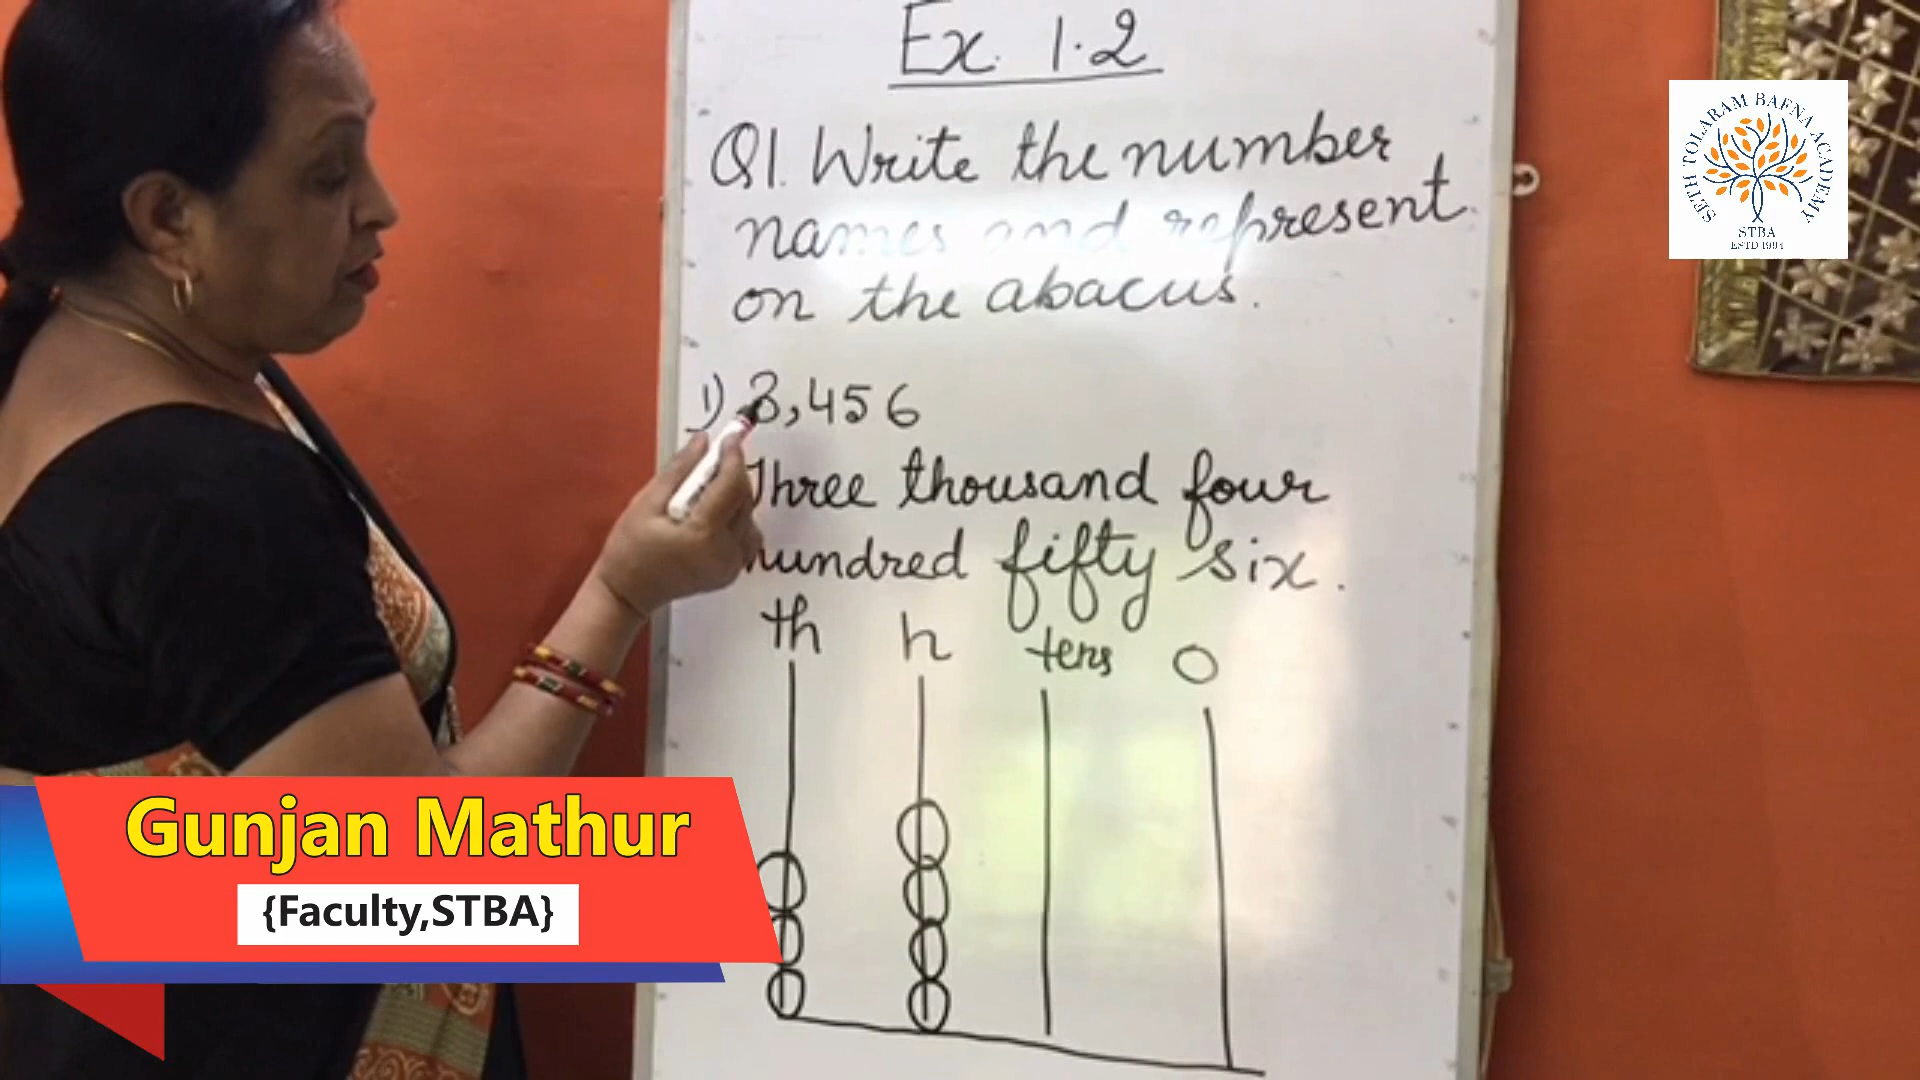 Ex. 1.2
Q1. Write the number
names and represent
on the abacus.
1) 3,456
Three thousand four
hundred fifty six.
th h tens O
Gunjan Mathur
{Faculty,STBA}
SETH TOLARAM BAFNA ACADEMY
STBA
ESTD 1994